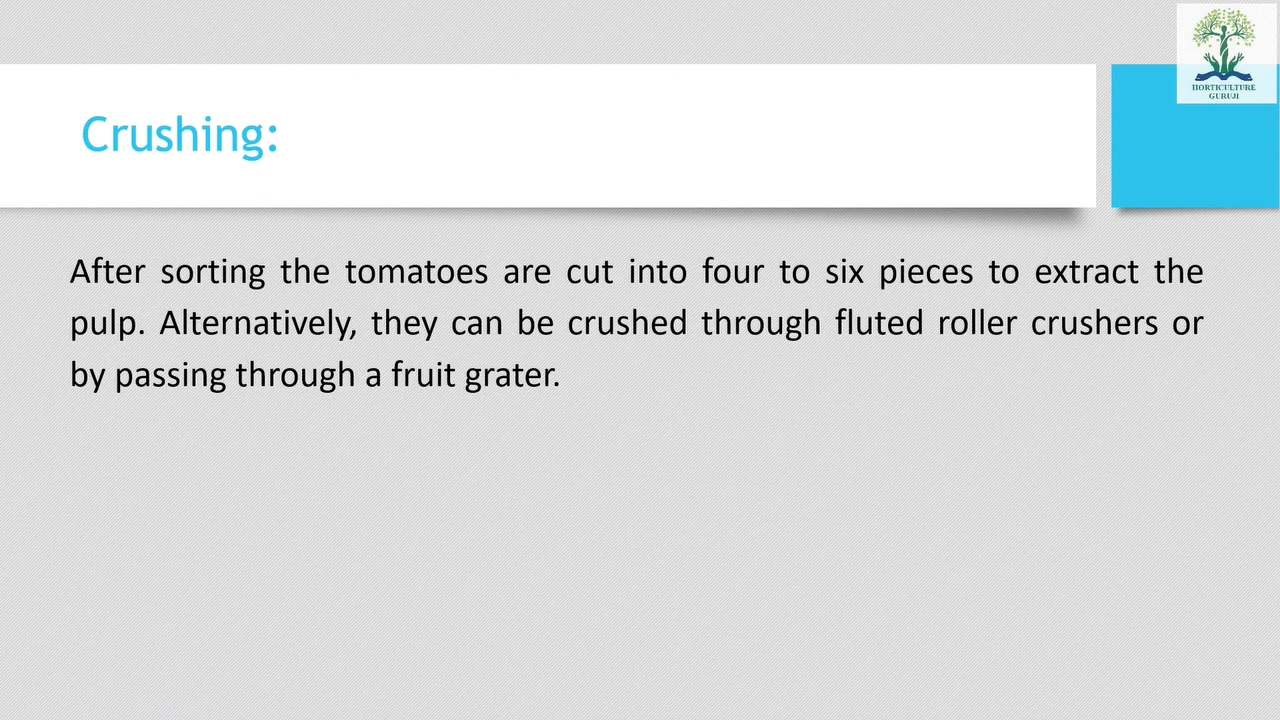 HORTICULTURE
GURUJI
Crushing:
After sorting the tomatoes are cut into four to six pieces to extract the
pulp. Alternatively, they can be crushed through fluted roller crushers or
by passing through a fruit grater.